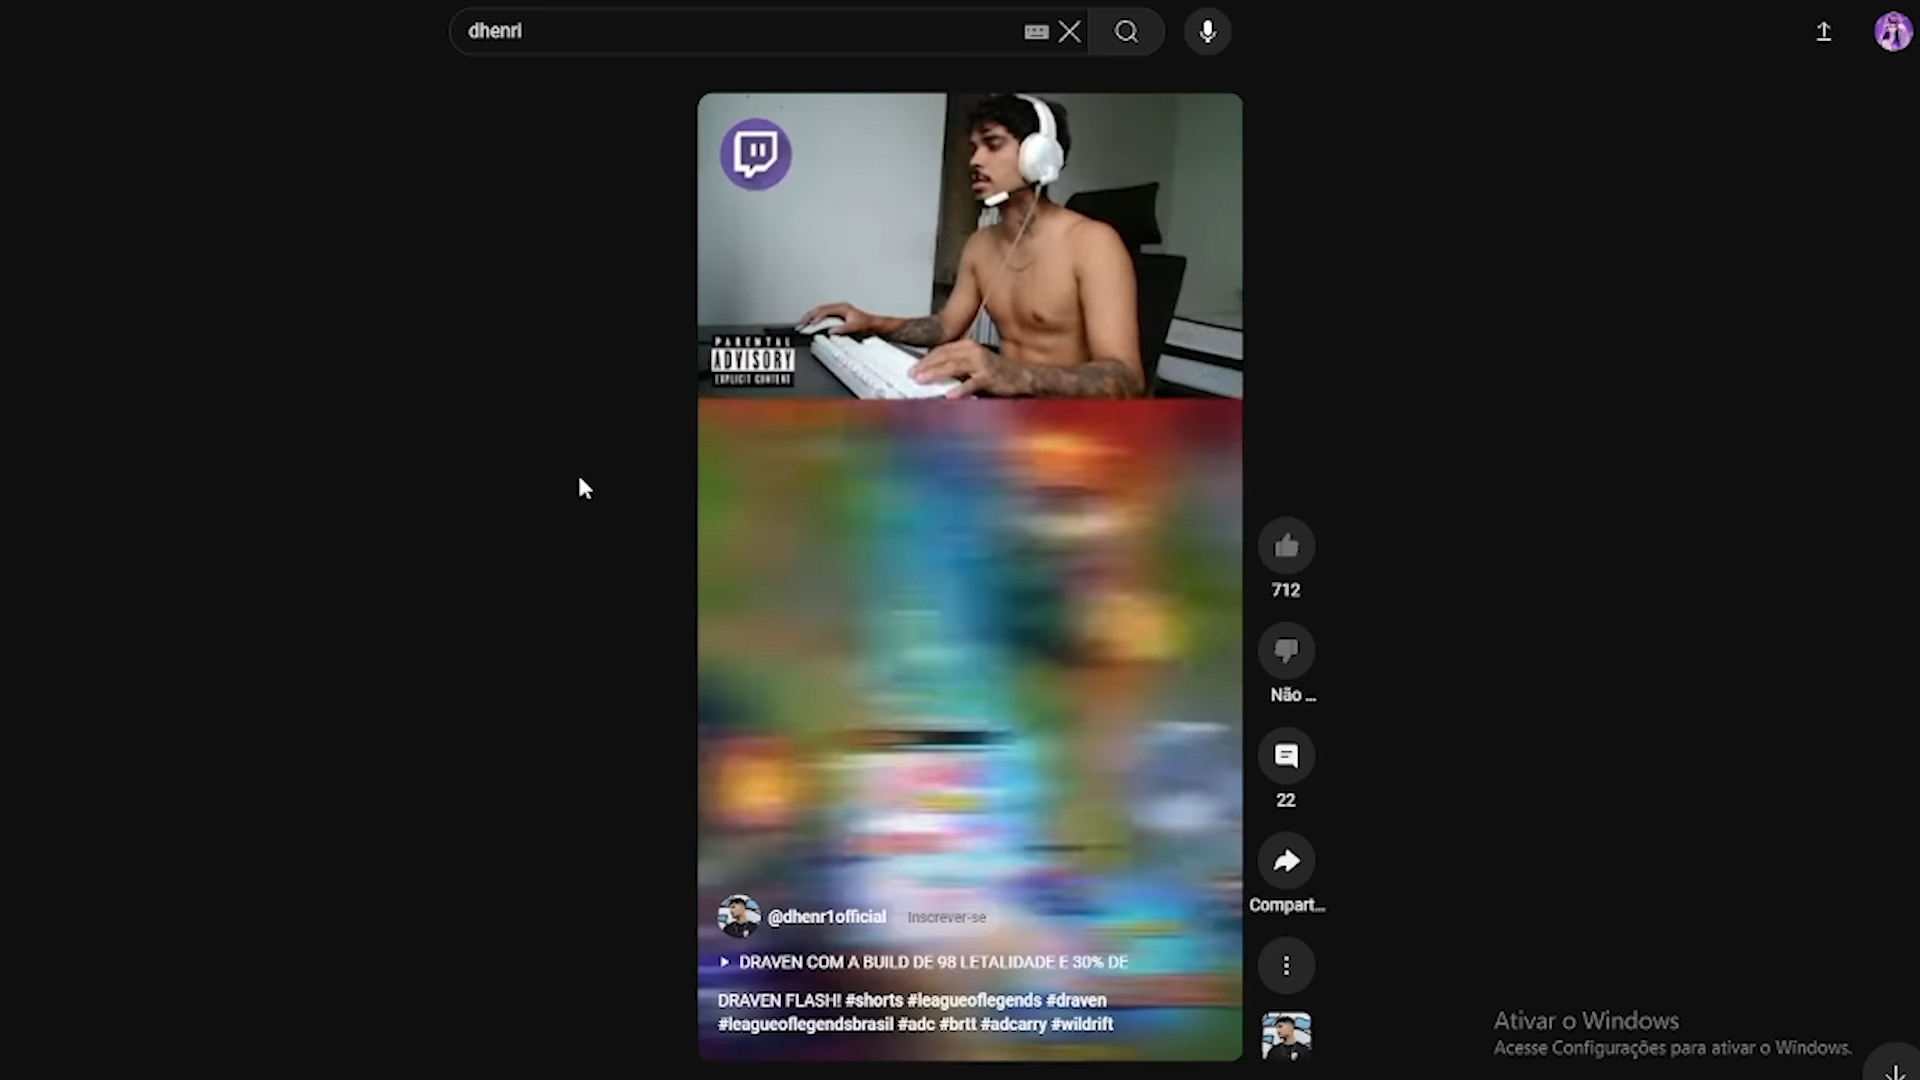 dhenrl
PARENTAL
ADVISORY
EXPLICIT CONTENT
712
Não ...
22
Compart...
@dhenr1official Inscrever-se
DRAVEN COM A BUILD DE 98 LETALIDADE E 30% DE
DRAVEN FLASH! #shorts #leagueoflegends #draven
#leagueoflegendsbrasil #adc #brtt #adcarry #wildrift
Ativar o Windows
Acesse Configurações para ativar o Windows.